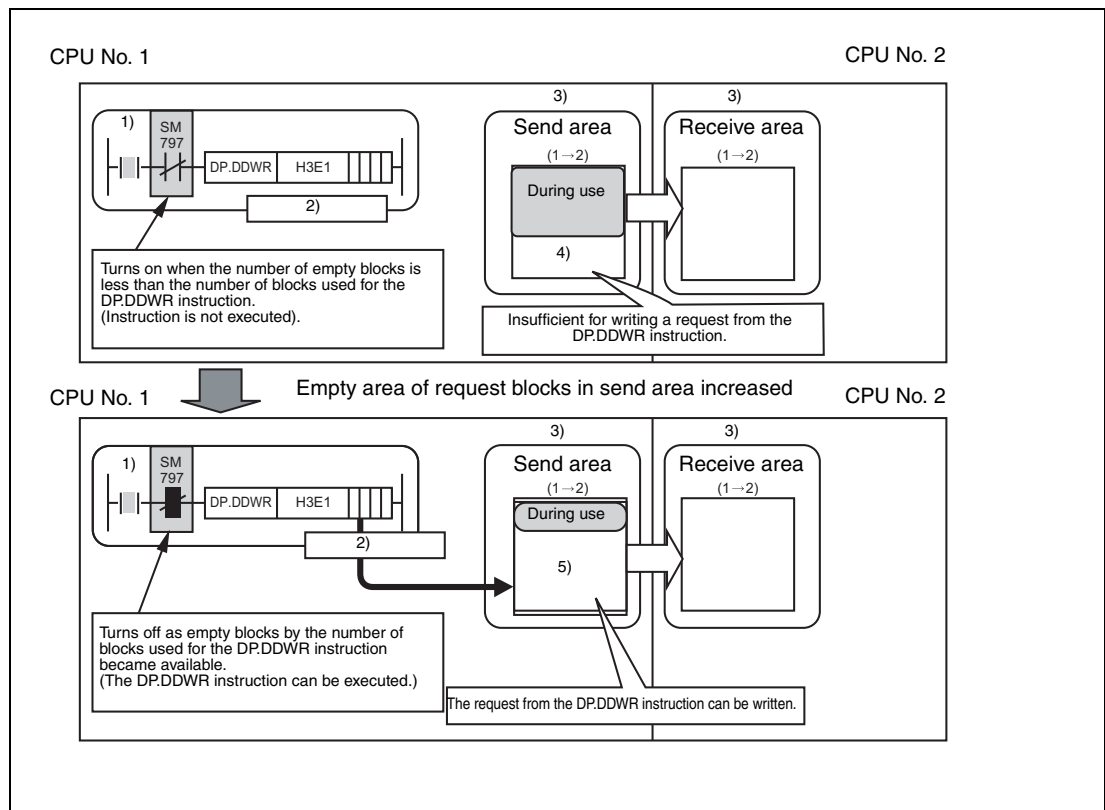 CPU No. 1
CPU No. 2
1)
SM
797
DP.DDWR
H3E1
2)
3)
Send area
(1→2)
During use
4)
3)
Receive area
(1→2)
Turns on when the number of empty blocks is
less than the number of blocks used for the
DP.DDWR instruction.
(Instruction is not executed).
Insufficient for writing a request from the
DP.DDWR instruction.
Empty area of request blocks in send area increased
CPU No. 1
CPU No. 2
1)
SM
797
DP.DDWR
H3E1
2)
3)
Send area
(1→2)
During use
5)
3)
Receive area
(1→2)
Turns off as empty blocks by the number of
blocks used for the DP.DDWR instruction
became available.
(The DP.DDWR instruction can be executed.)
The request from the DP.DDWR instruction can be written.